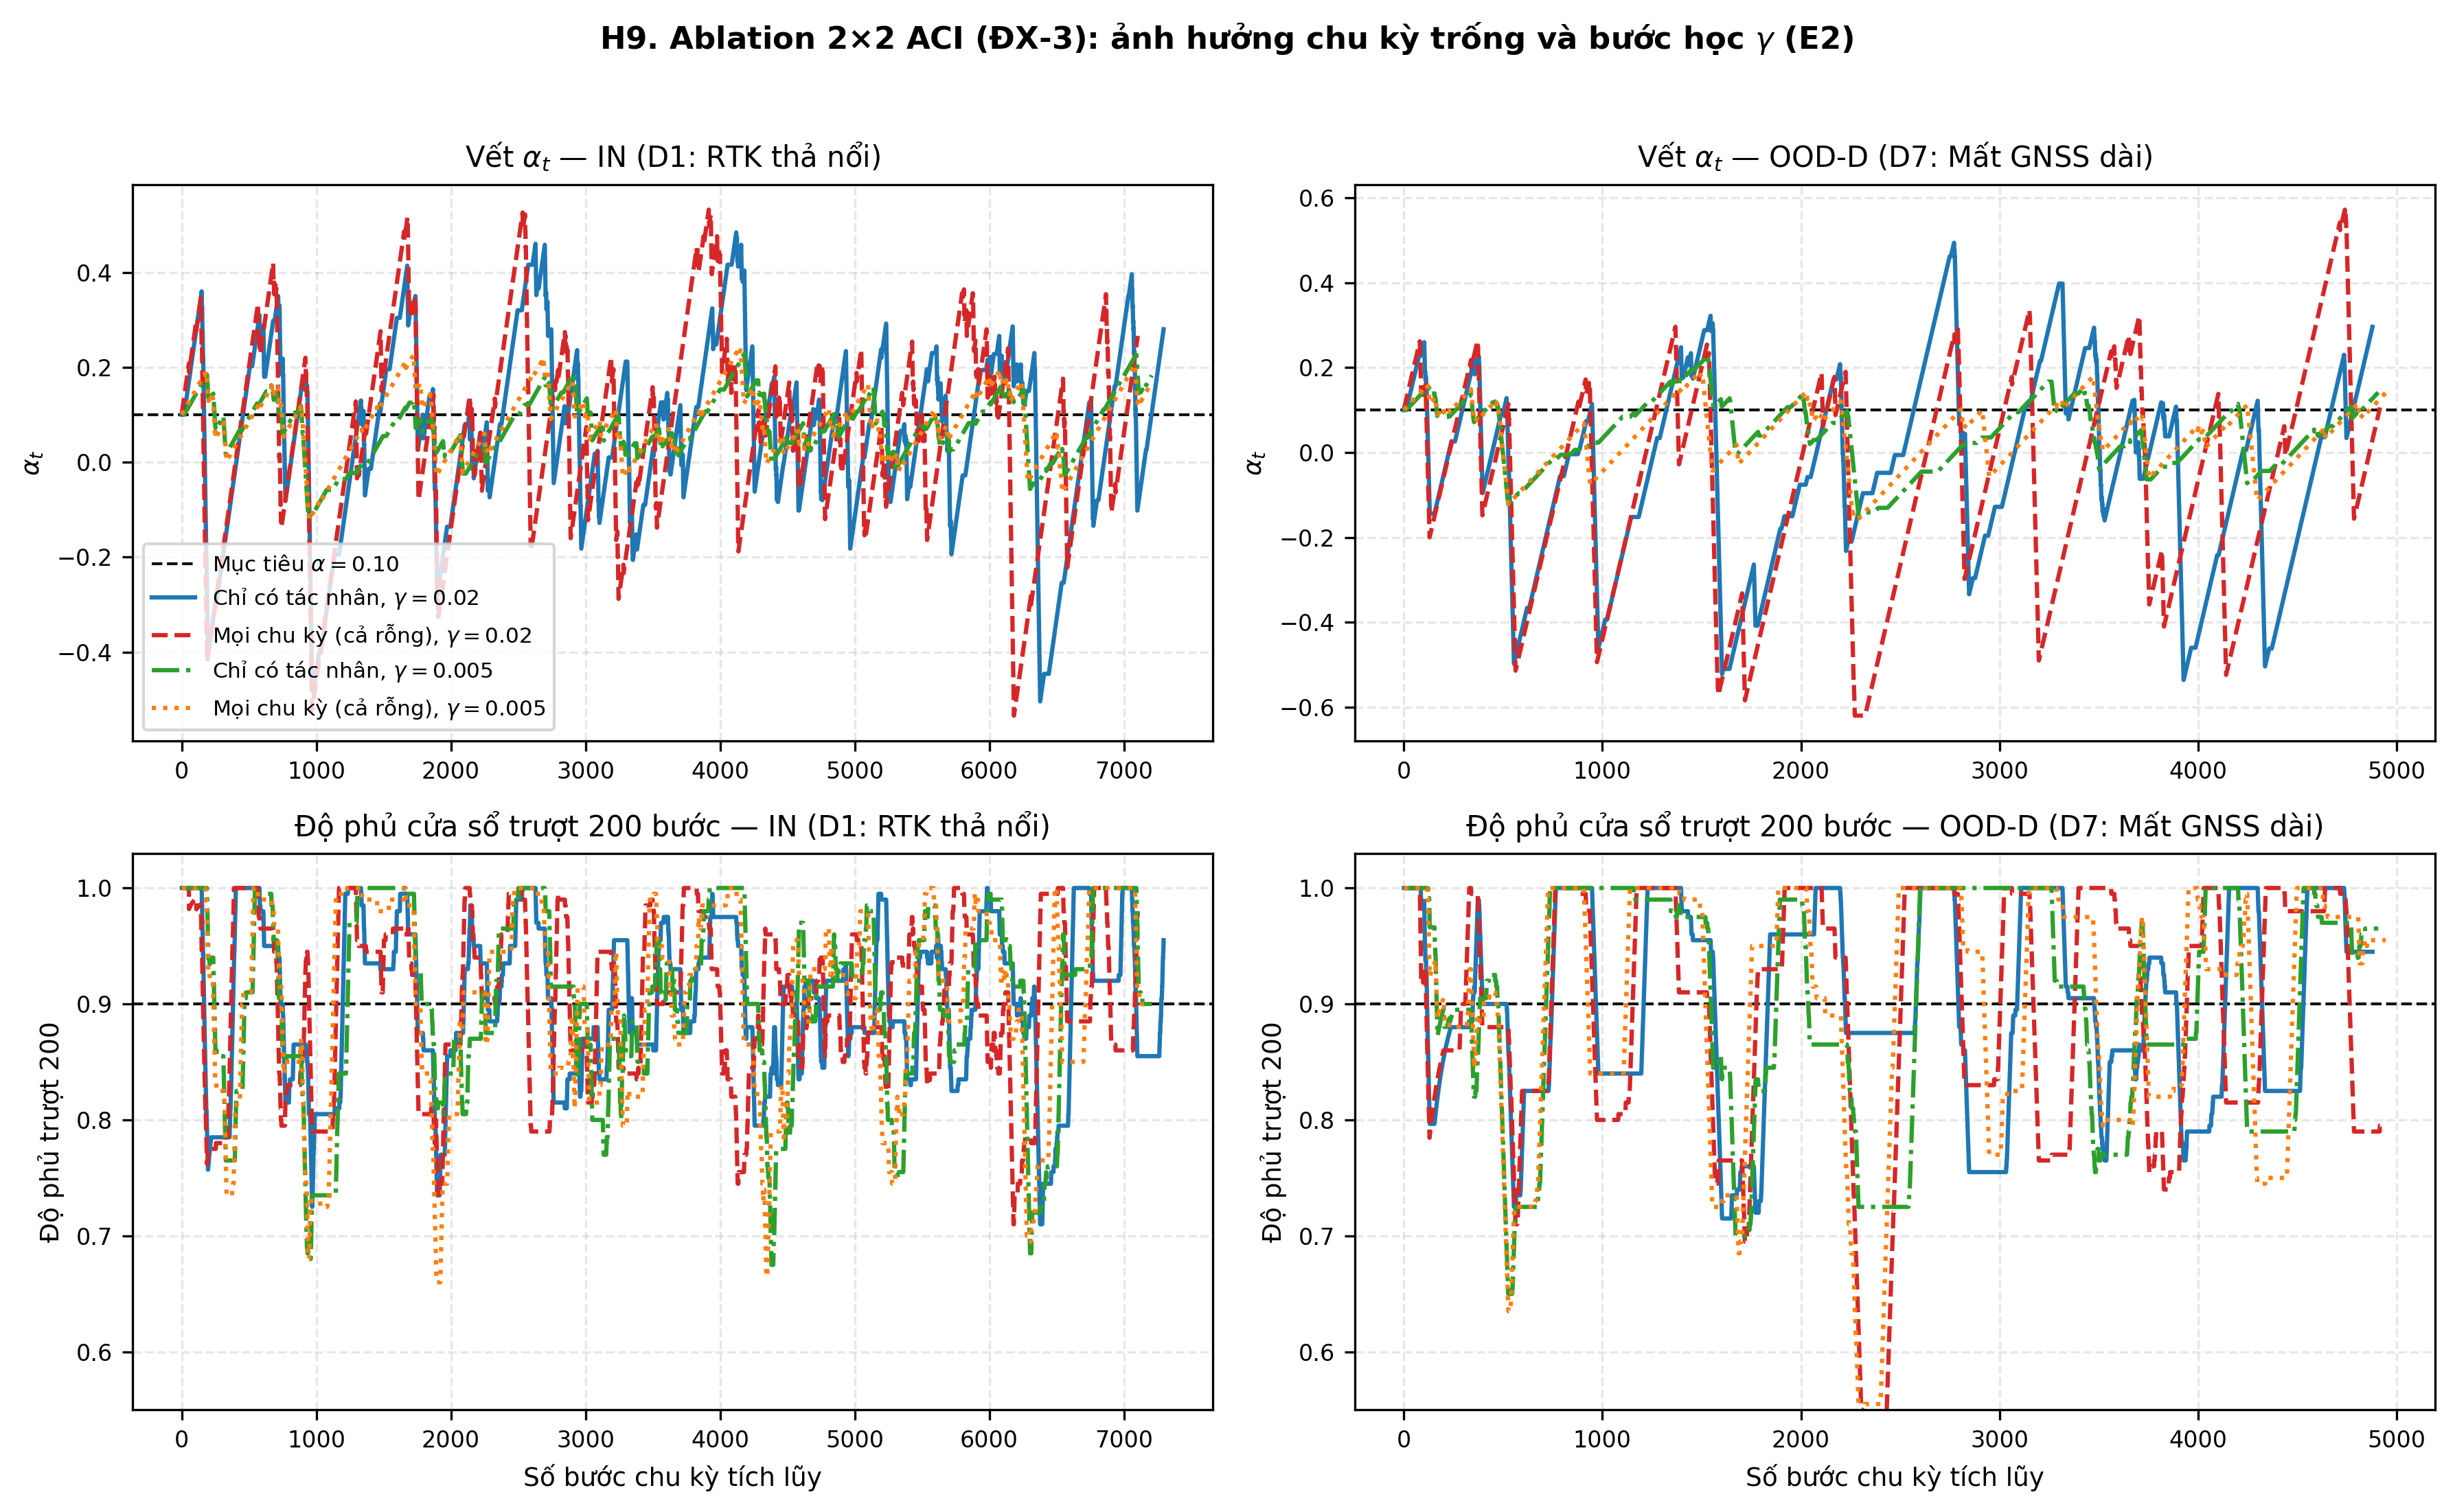 H9. Ablation 2×2 ACI (ĐX-3): ảnh hưởng chu kỳ trống và bước học γ (E2)
Vết αt — IN (D1: RTK thả nổi)
αt
0.4
0.2
0.0
−0.2
−0.4
Mục tiêu α = 0.10
Chỉ có tác nhân, γ = 0.02
Mọi chu kỳ (cả rỗng), γ = 0.02
Chỉ có tác nhân, γ = 0.005
Mọi chu kỳ (cả rỗng), γ = 0.005
0 1000 2000 3000 4000 5000 6000 7000
Vết αt — OOD-D (D7: Mất GNSS dài)
αt
0.6
0.4
0.2
0.0
−0.2
−0.4
−0.6
0 1000 2000 3000 4000 5000
Độ phủ cửa sổ trượt 200 bước — IN (D1: RTK thả nổi)
Độ phủ trượt 200
1.0
0.9
0.8
0.7
0.6
0 1000 2000 3000 4000 5000 6000 7000
Số bước chu kỳ tích lũy
Độ phủ cửa sổ trượt 200 bước — OOD-D (D7: Mất GNSS dài)
Độ phủ trượt 200
1.0
0.9
0.8
0.7
0.6
0 1000 2000 3000 4000 5000
Số bước chu kỳ tích lũy